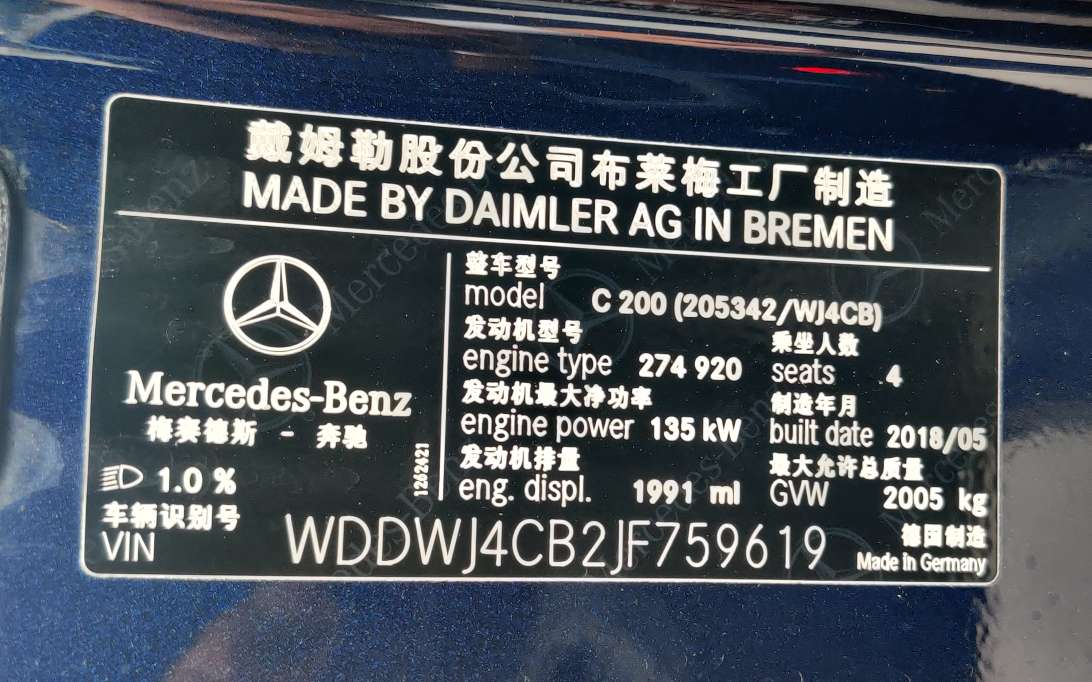 戴姆勒股份公司布莱梅工厂制造
MADE BY DAIMLER AG IN BREMEN
整车型号
model C 200 (205342/WJ4CB)
发动机型号 乘坐人数
engine type 274 920 seats 4
发动机最大净功率 制造年月
engine power 135 kW built date 2018/05
发动机排量 最大允许总质量
eng. displ. 1991 ml GVW 2005 kg
Mercedes-Benz
梅赛德斯 - 奔驰
1262421
1.0 %
车辆识别号
VIN WDDWJ4CB2JF759619
德国制造
Made in Germany